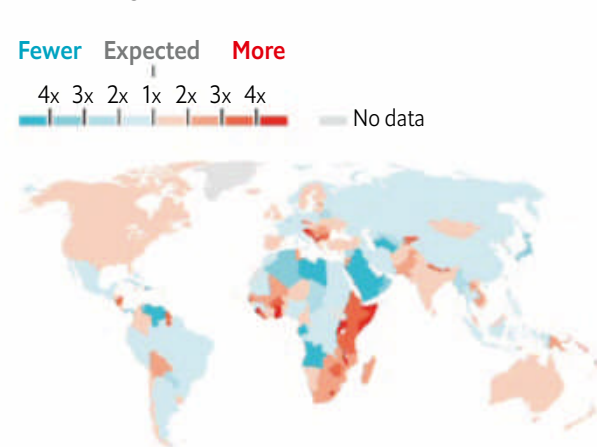 Fewer Expected More
4x 3x 2x 1x 2x 3x 4x
No data